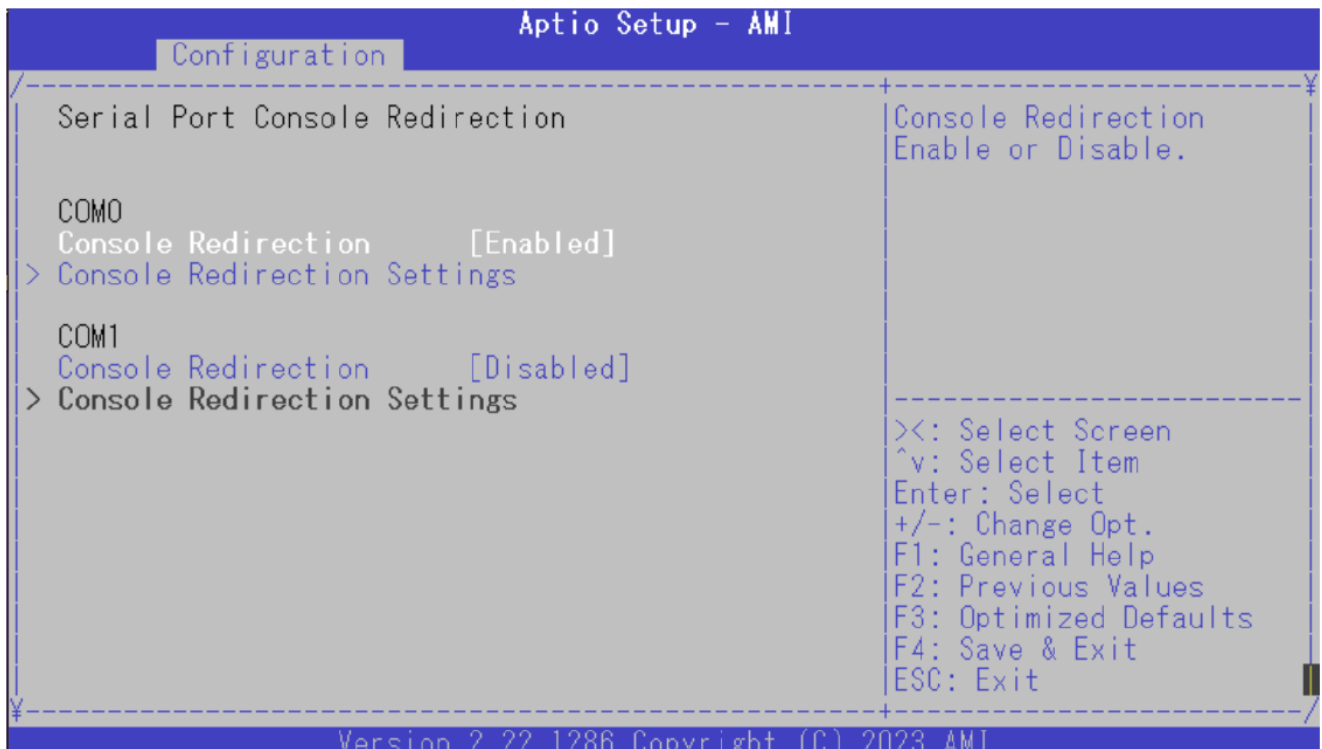 Aptio Setup - AMI
Configuration
Serial Port Console Redirection
COM0
Console Redirection [Enabled]
> Console Redirection Settings
COM1
Console Redirection [Disabled]
> Console Redirection Settings
Console Redirection
Enable or Disable.
><: Select Screen
^v: Select Item
Enter: Select
+/-: Change Opt.
F1: General Help
F2: Previous Values
F3: Optimized Defaults
F4: Save & Exit
ESC: Exit
Version 2.22.1286 Copyright (C) 2023 AMI